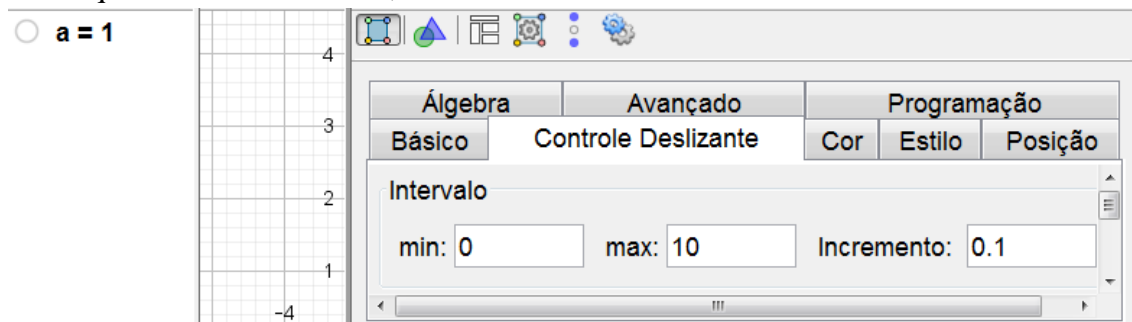 a = 1
4
3
2
1
-4
Álgebra Avançado Programação
Básico Controle Deslizante Cor Estilo Posição
Intervalo
min: 0 max: 10 Incremento: 0.1